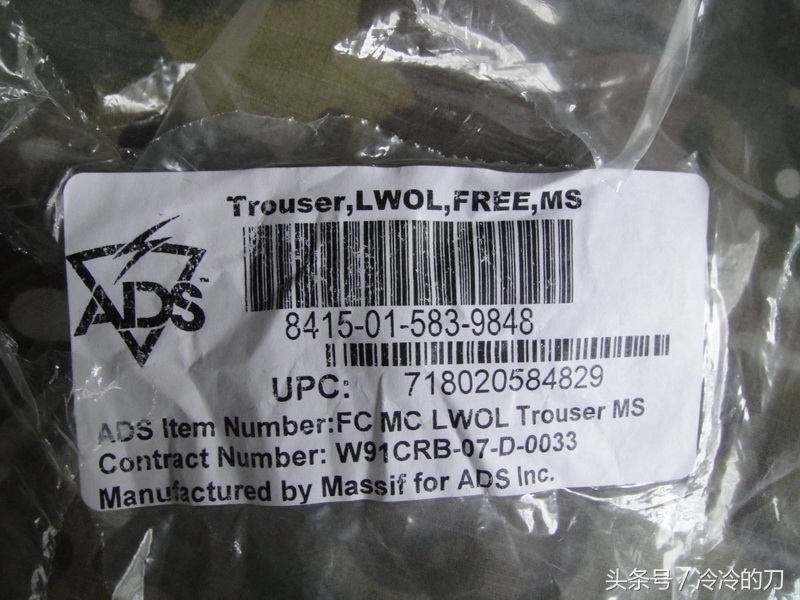 Trouser,LWOL,FREE,MS
ADS™
8415-01-583-9848
UPC: 718020584829
ADS Item Number:FC MC LWOL Trouser MS
Contract Number: W91CRB-07-D-0033
Manufactured by Massif for ADS Inc.
头条号 / 冷冷的刀